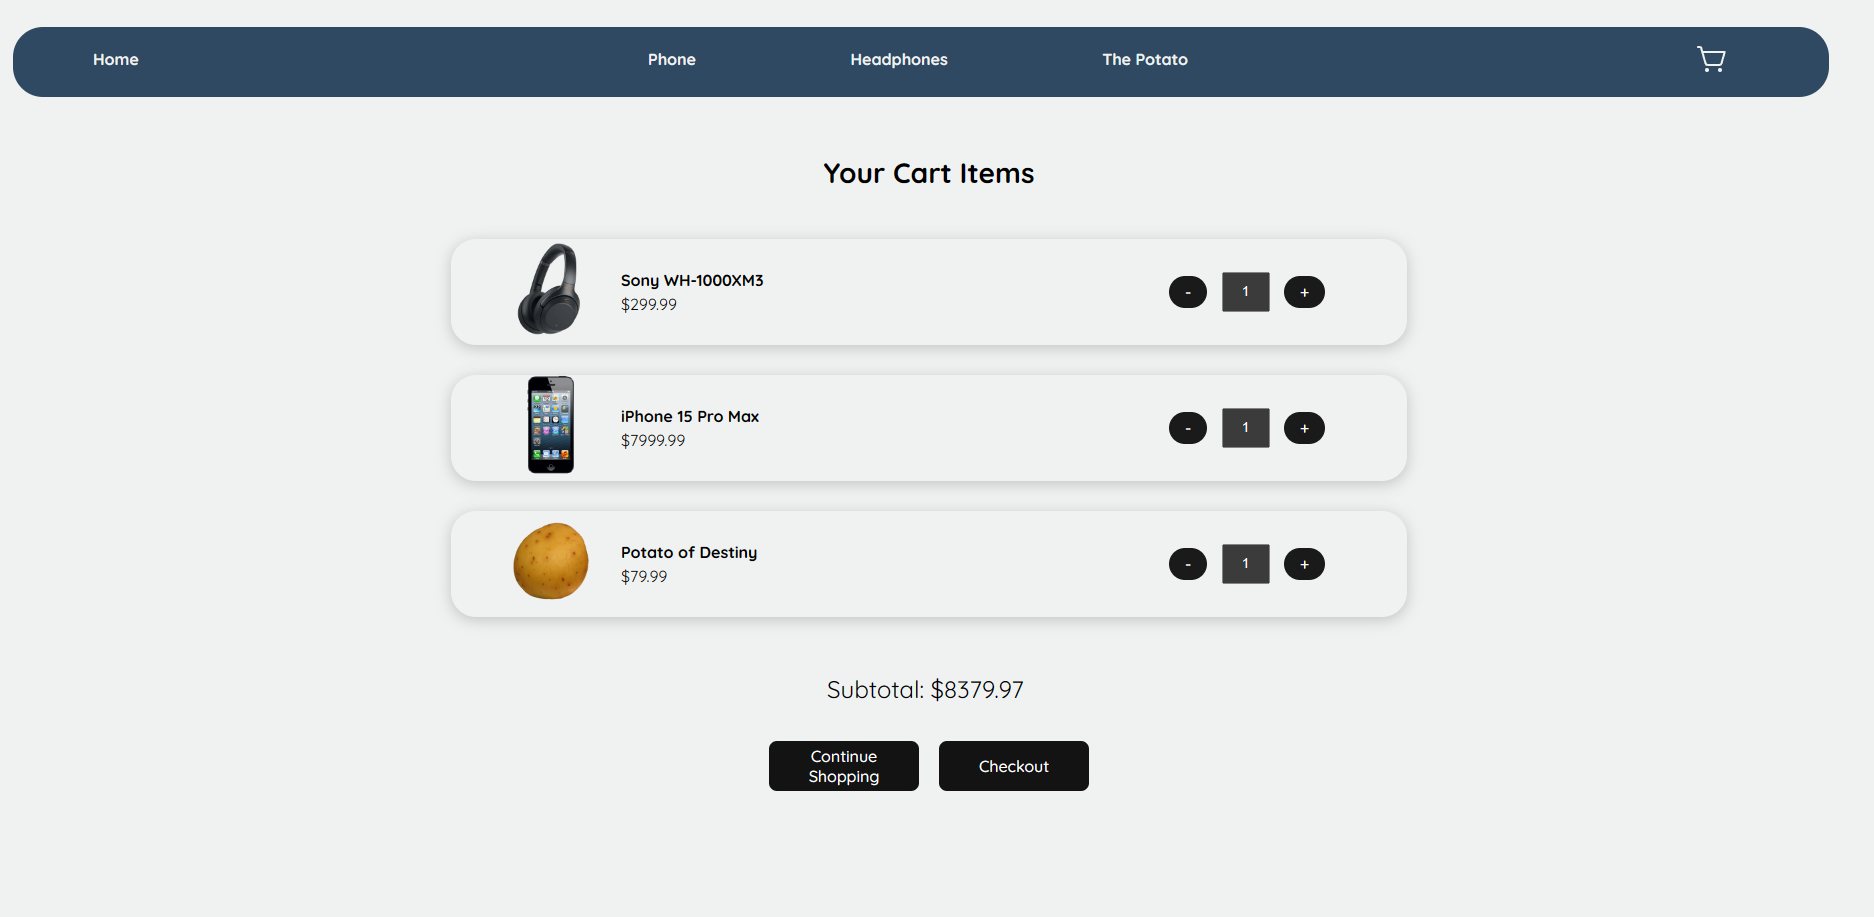 Home Phone Headphones The Potato
Your Cart Items
Sony WH-1000XM3
$299.99
- 1 +
iPhone 15 Pro Max
$7999.99
- 1 +
Potato of Destiny
$79.99
- 1 +
Subtotal: $8379.97
Continue
Shopping
Checkout